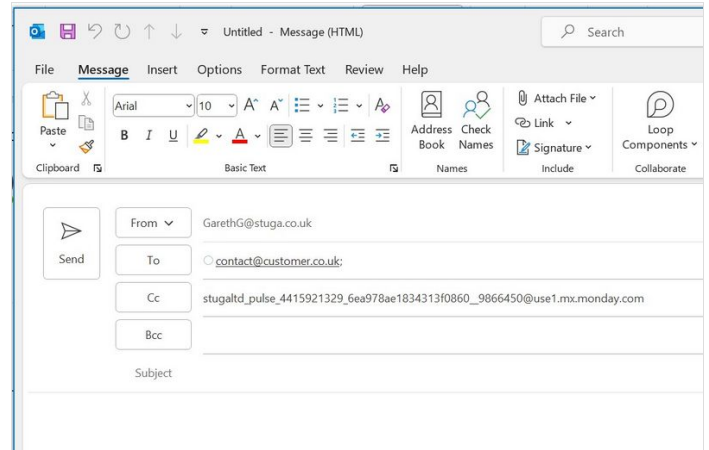 Untitled - Message (HTML)
Search
File Message Insert Options Format Text Review Help
Paste
Clipboard
Arial 10
B I U
Basic Text
Address Book
Check Names
Names
Attach File
Link
Signature
Include
Loop Components
Collaborate
Send
From GarethG@stuga.co.uk
To contact@customer.co.uk;
Cc stugaltd_pulse_4415921329_6ea978ae1834313f0860__9866450@use1.mx.monday.com
Bcc
Subject